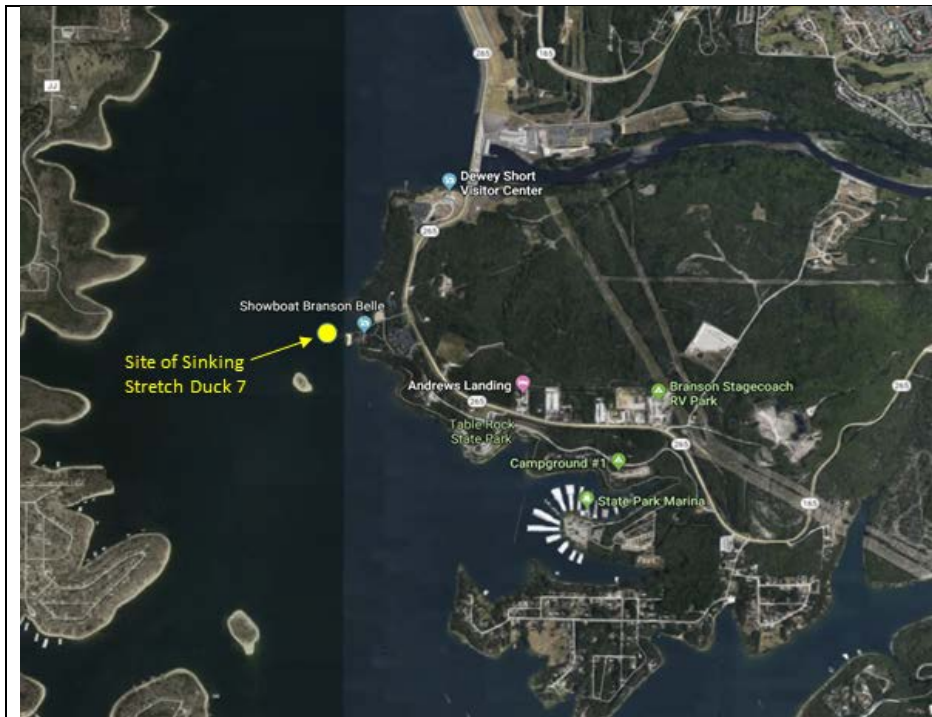 265
165
JJ
Dewey Short
Visitor Center
265
Showboat Branson Belle
Site of Sinking
Stretch Duck 7
Andrews Landing
Branson Stagecoach
RV Park
265
265
Table Rock
State Park
265
Campground #1
State Park Marina
165